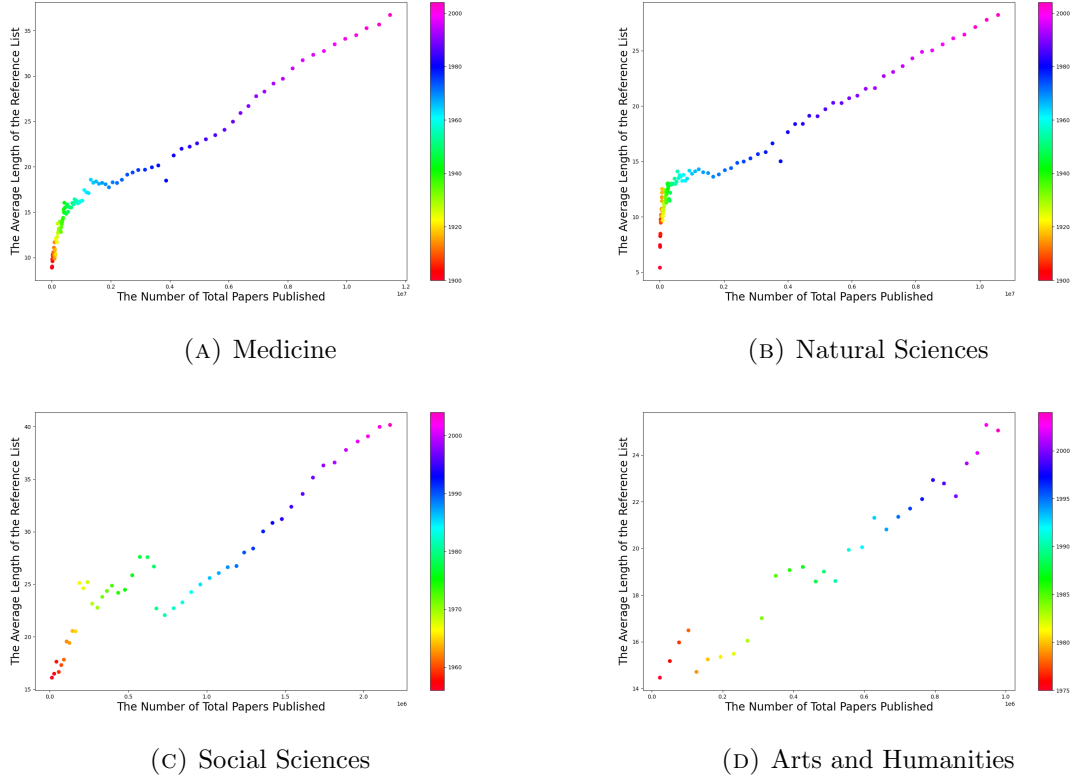 The Average Length of the Reference List
35
30
25
20
15
10
0.0 0.2 0.4 0.6 0.8 1.0 1.2
1e7
The Number of Total Papers Published
2000
1980
1960
1940
1920
1900
(A) Medicine
The Average Length of the Reference List
25
20
15
10
5
0.0 0.2 0.4 0.6 0.8 1.0
1e7
The Number of Total Papers Published
2000
1980
1960
1940
1920
1900
(B) Natural Sciences
The Average Length of the Reference List
40
35
30
25
20
15
0.0 0.5 1.0 1.5 2.0
1e6
The Number of Total Papers Published
2000
1990
1980
1970
1960
(C) Social Sciences
The Average Length of the Reference List
24
22
20
18
16
14
0.0 0.2 0.4 0.6 0.8 1.0
1e6
The Number of Total Papers Published
2000
1995
1990
1985
1980
1975
(D) Arts and Humanities